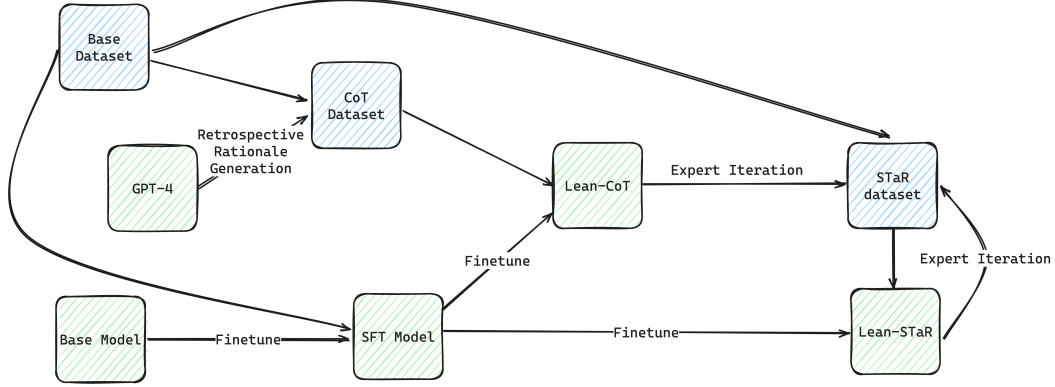 Base
Dataset
CoT
Dataset
Retrospective
Rationale
Generation
GPT-4
Lean-CoT
Expert Iteration
STaR
dataset
Finetune
Expert Iteration
Base Model
Finetune
SFT Model
Finetune
Lean-STaR